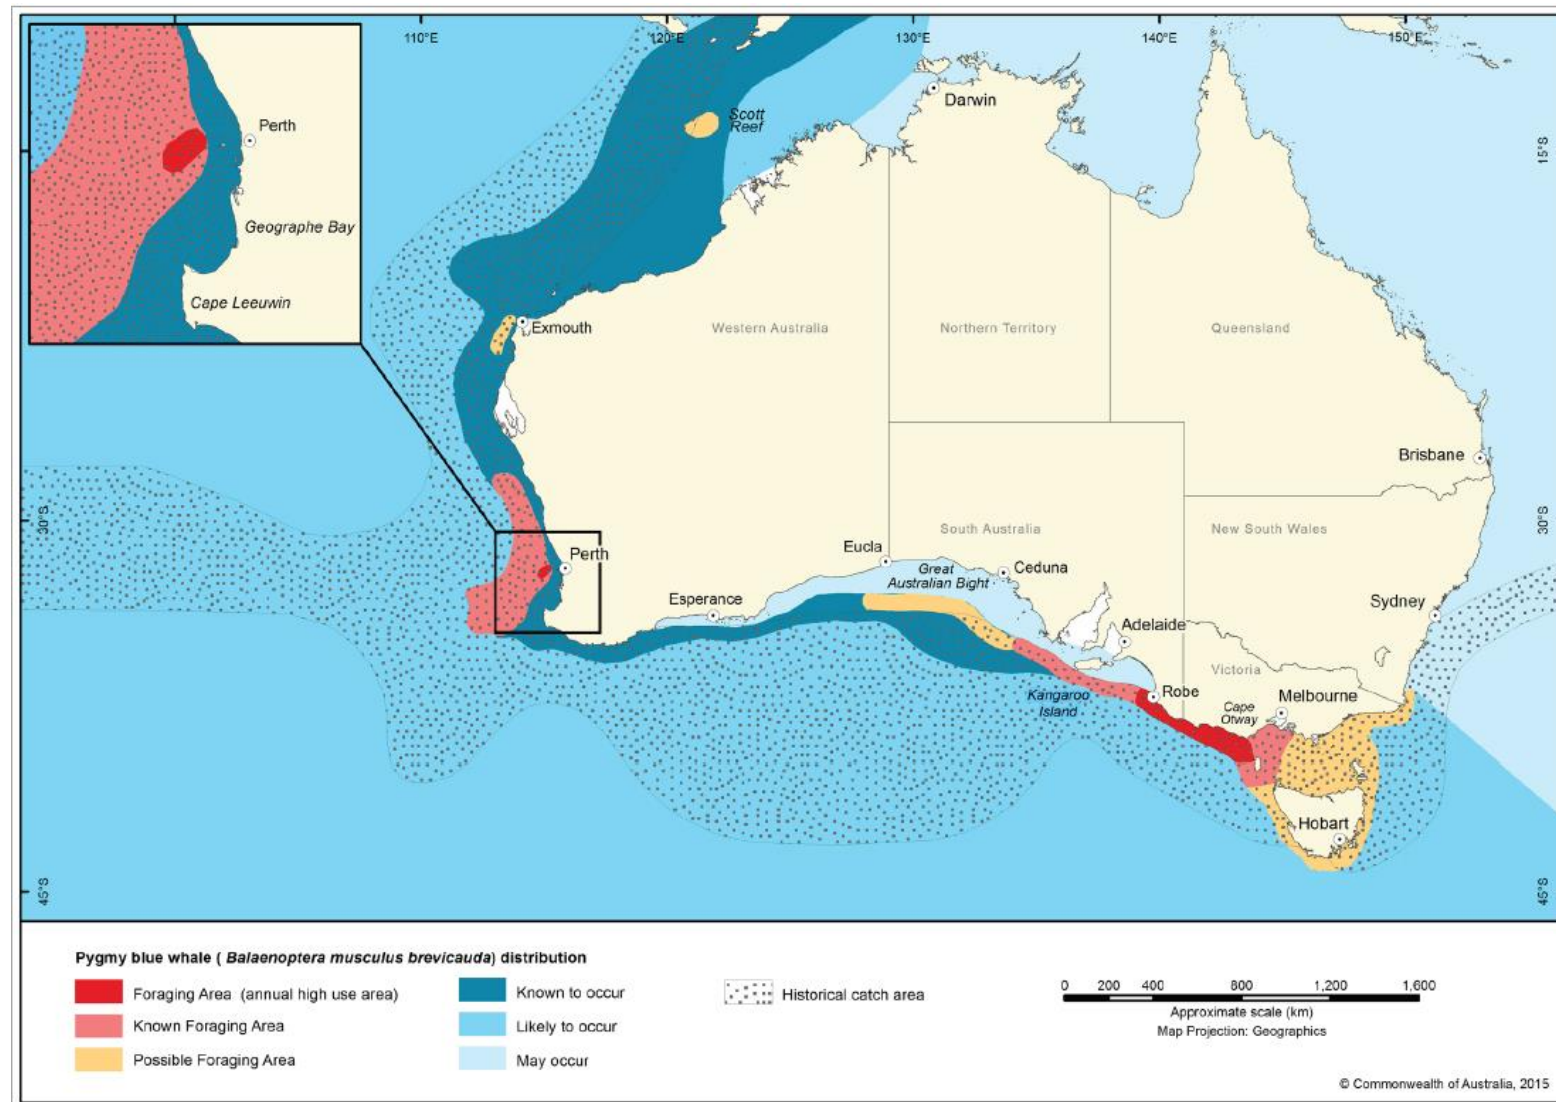 110°E
120°E
130°E
140°E
150°E
Perth
Geographe Bay
Cape Leeuwin
Scott
Reef
Darwin
15°S
Exmouth
Western Australia
Northern Territory
Queensland
Brisbane
30°S
30°S
South Australia
New South Wales
Perth
Eucla
Great
Australian Bight
Ceduna
Esperance
Sydney
Adelaide
Victoria
Kangaroo
Island
Robe
Melbourne
Cape
Otway
Hobart
45°S
45°S
Pygmy blue whale ( Balaenoptera musculus brevicauda) distribution
Foraging Area (annual high use area)
Known Foraging Area
Possible Foraging Area
Known to occur
Likely to occur
May occur
Historical catch area
0 200 400 800 1,200 1,600
Approximate scale (km)
Map Projection: Geographics
© Commonwealth of Australia, 2015